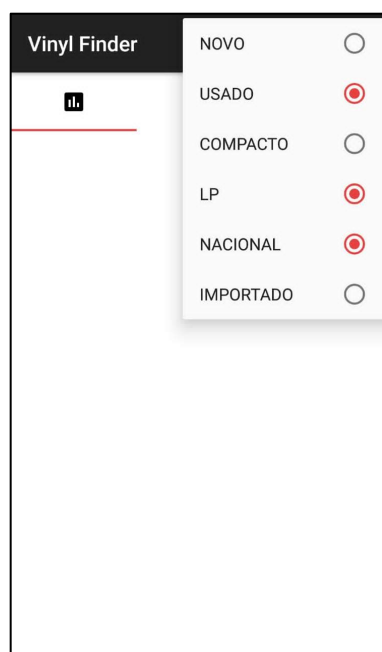 Vinyl Finder
NOVO
USADO
COMPACTO
LP
NACIONAL
IMPORTADO